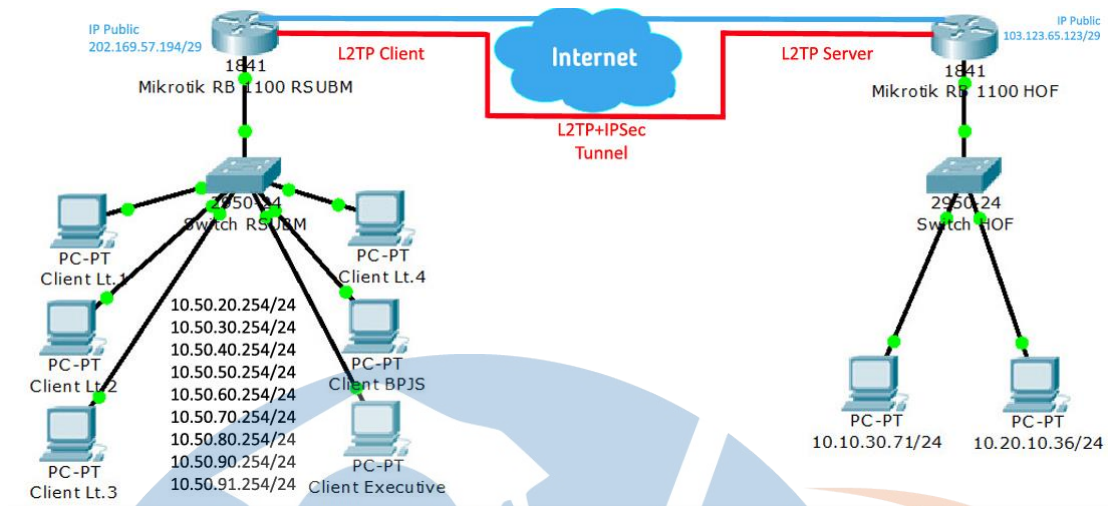 IP Public
202.169.57.194/29
1841
Mikrotik RB 1100 RSUBM
L2TP Client
Internet
L2TP Server
IP Public
103.123.65.123/29
1841
Mikrotik RB 1100 HOF
L2TP+IPSec
Tunnel
2950-24
Switch RSUBM
2950-24
Switch HOF
PC-PT
Client Lt.1
PC-PT
Client Lt.4
PC-PT
Client Lt.2
10.50.20.254/24
10.50.30.254/24
10.50.40.254/24
10.50.50.254/24
10.50.60.254/24
10.50.70.254/24
10.50.80.254/24
10.50.90.254/24
10.50.91.254/24
PC-PT
Client BPJS
PC-PT
Client Lt.3
PC-PT
Client Executive
PC-PT
10.10.30.71/24
PC-PT
10.20.10.36/24